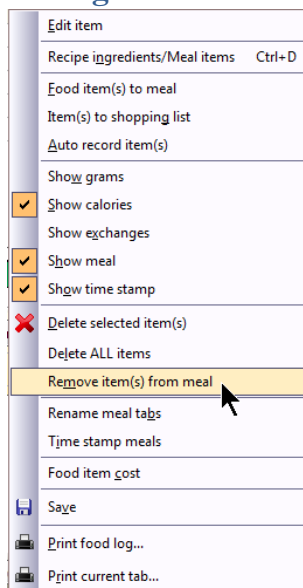 Edit item
Recipe ingredients/Meal items Ctrl+D
Food item(s) to meal
Item(s) to shopping list
Auto record item(s)
Show grams
Show calories
Show exchanges
Show meal
Show time stamp
Delete selected item(s)
Delete ALL items
Remove item(s) from meal
Rename meal tabs
Time stamp meals
Food item cost
Save
Print food log...
Print current tab...